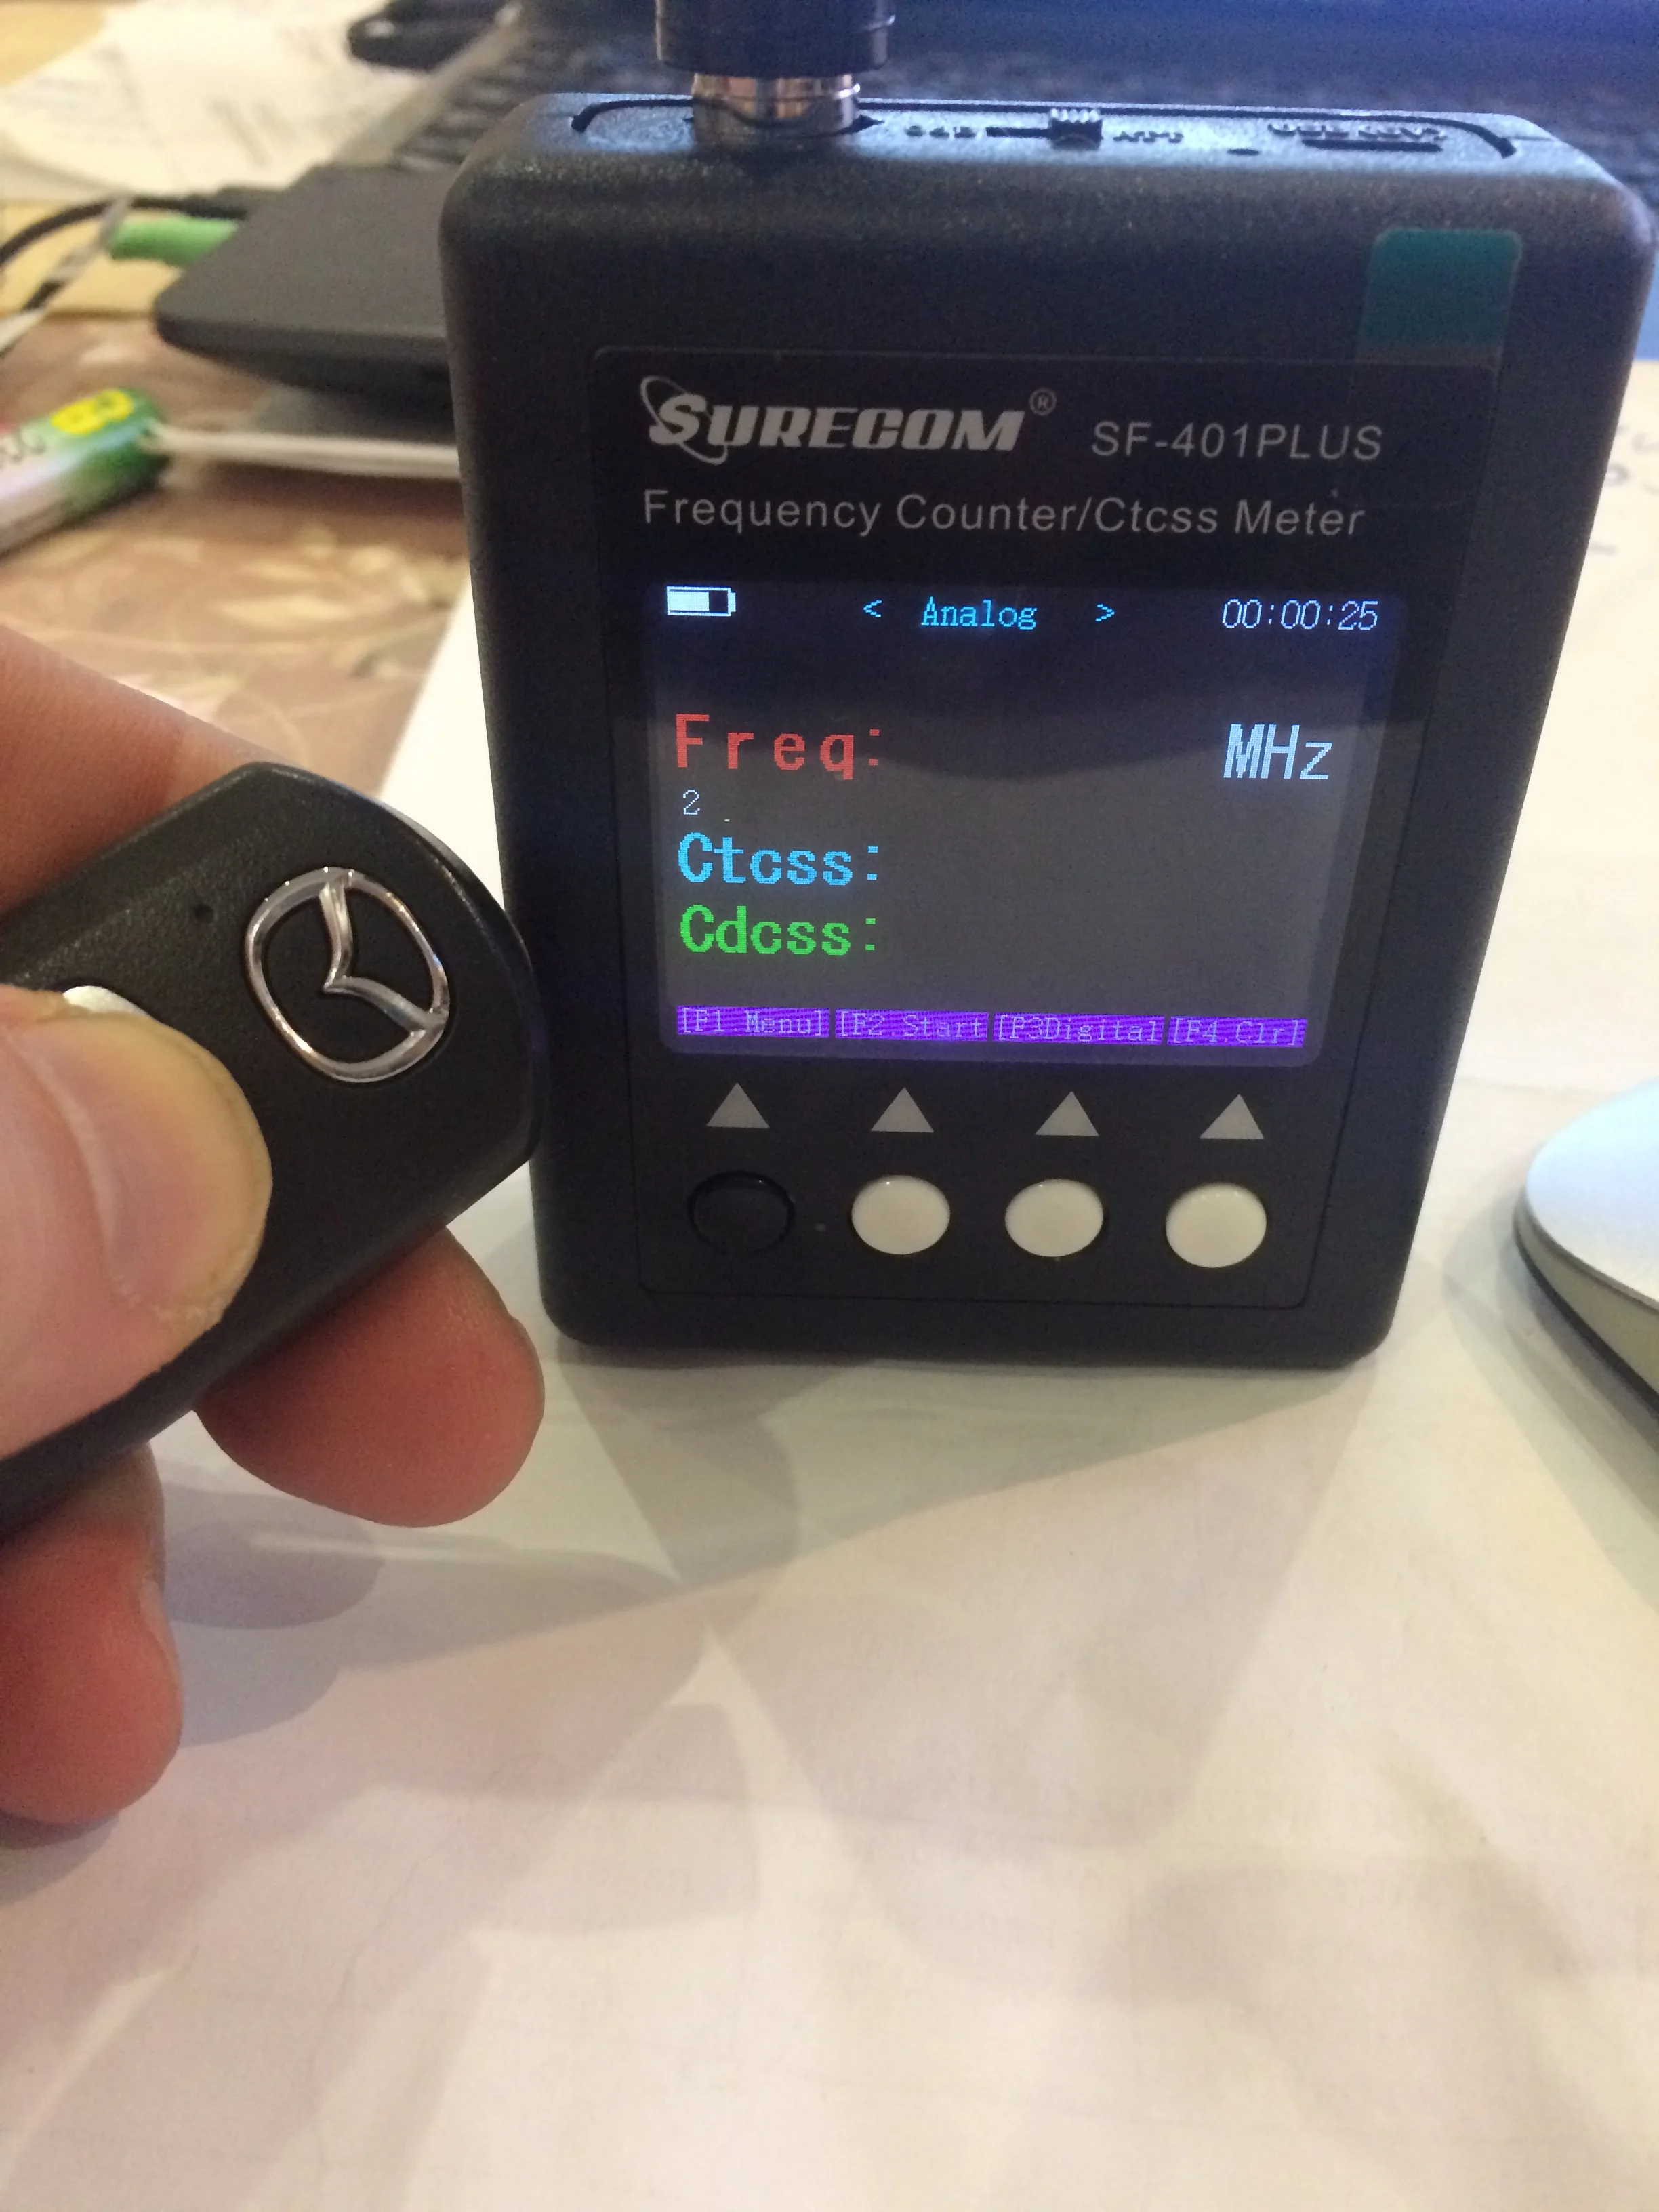 SURECOM® SF-401PLUS
Frequency Counter/Ctcss Meter
< Analog > 00:00:25
Freq: MHz
2
Ctcss:
Cdcss:
[F1 Menu] [F2 Start] [F3Digital] [F4 Clr]